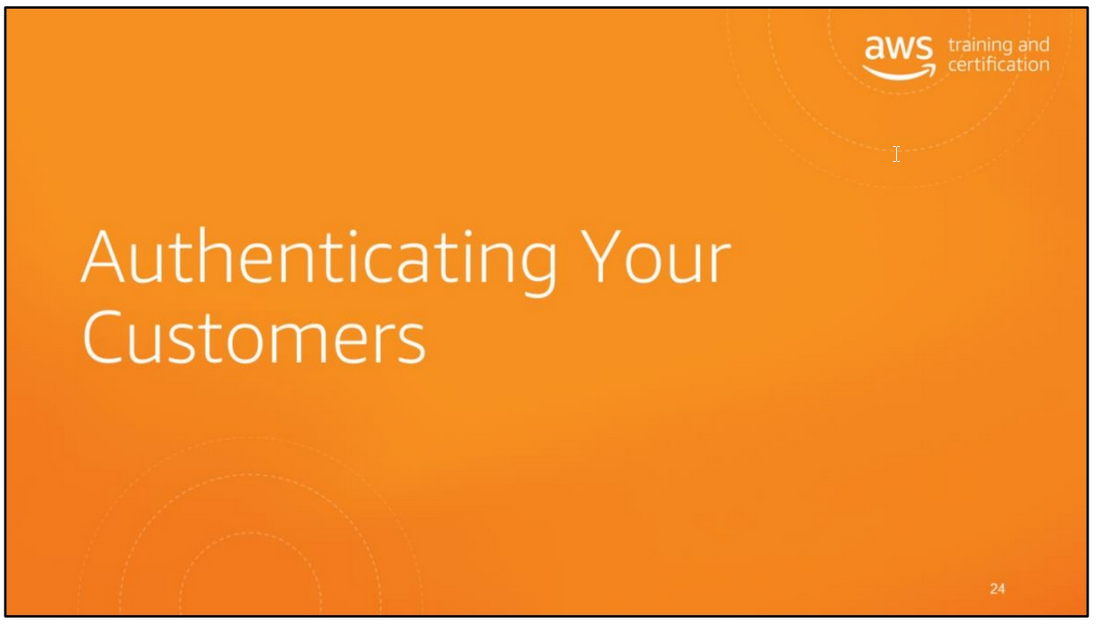 aws training and
certification
Authenticating Your
Customers
24